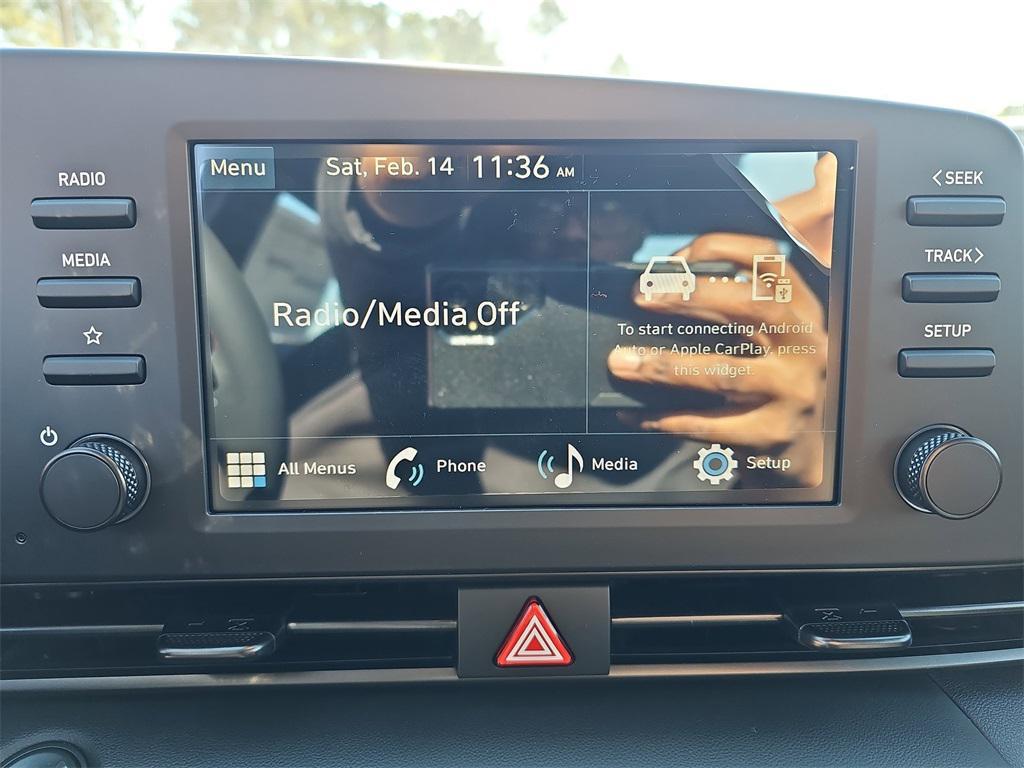 RADIO
MEDIA
Menu
Sat, Feb. 14
11:36 AM
Radio/Media Off
To start connecting Android
Auto or Apple CarPlay, press
this widget.
All Menus
Phone
Media
Setup
<SEEK
TRACK>
SETUP